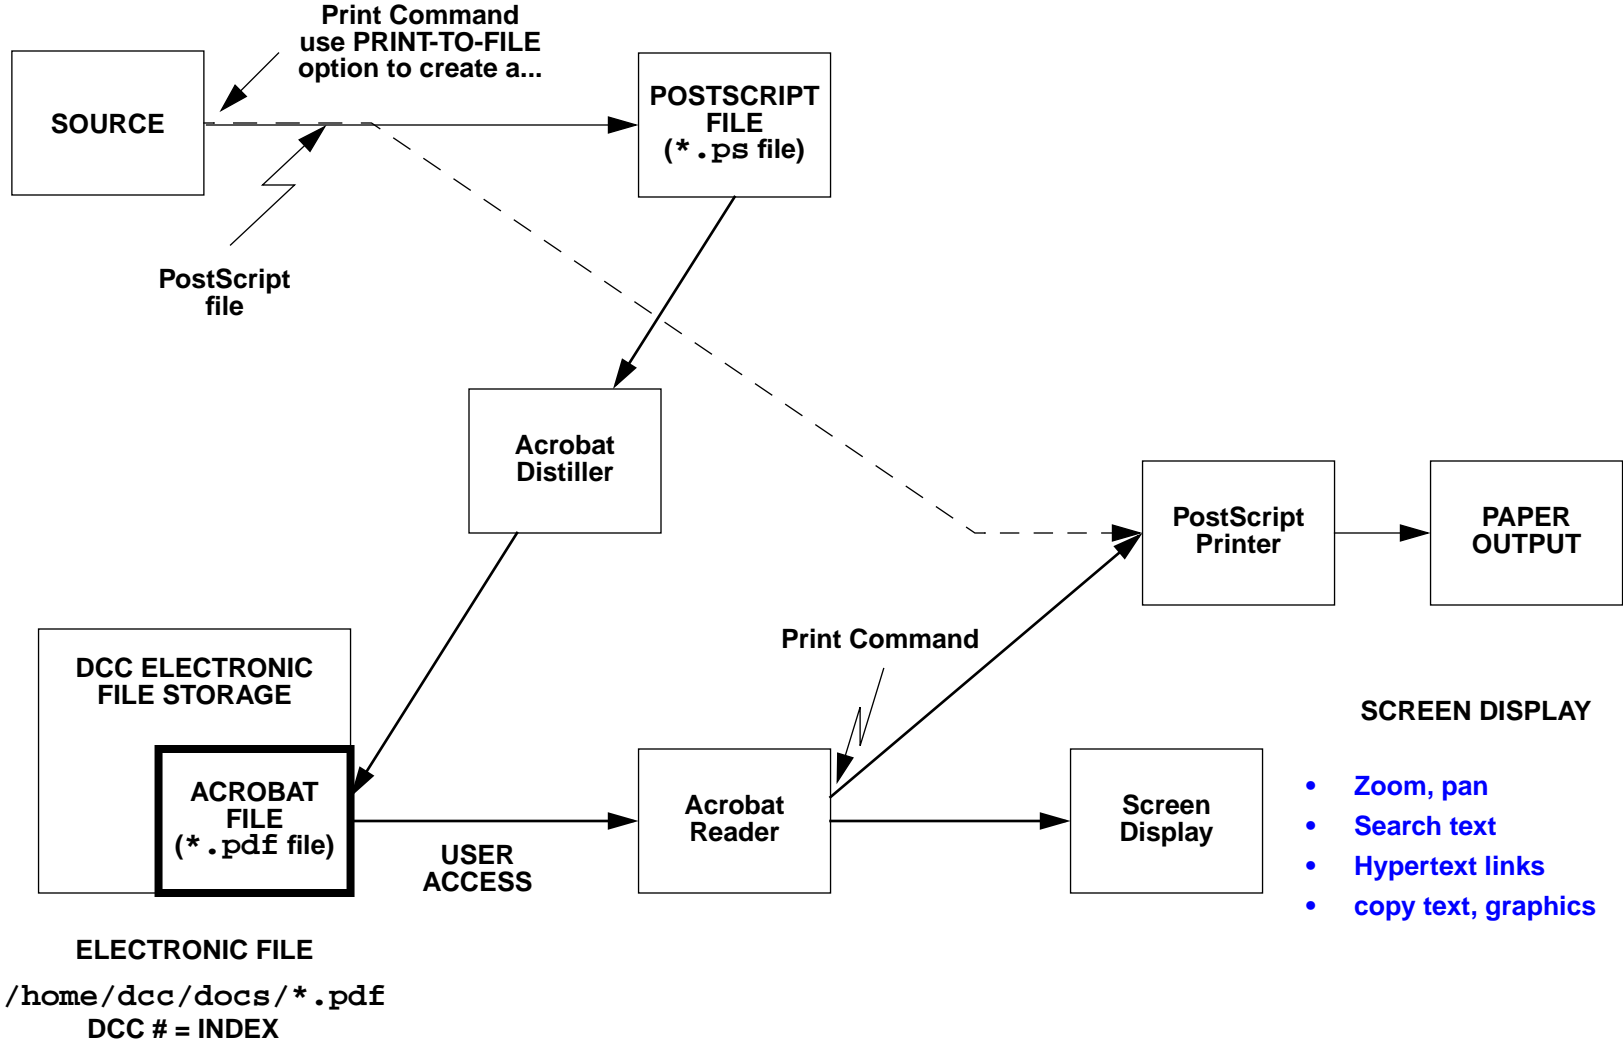 Print Command
use PRINT-TO-FILE
option to create a...
SOURCE
POSTSCRIPT
FILE
(*.ps file)
PostScript
file
Acrobat
Distiller
PostScript
Printer
PAPER
OUTPUT
DCC ELECTRONIC
FILE STORAGE
Print Command
ACROBAT
FILE
(*.pdf file)
USER
ACCESS
Acrobat
Reader
Screen
Display
SCREEN DISPLAY
• Zoom, pan
• Search text
• Hypertext links
• copy text, graphics
ELECTRONIC FILE
/home/dcc/docs/*.pdf
DCC # = INDEX